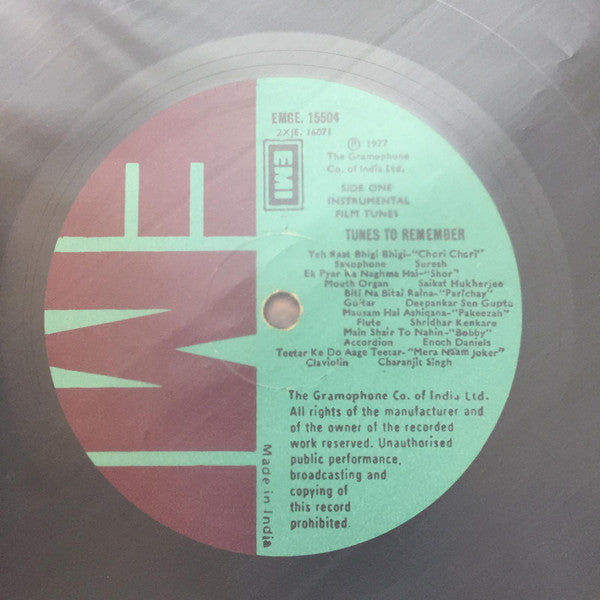 EMI
EMGE. 15504
2XJE. 16071
EMI
℗ 1977
The Gramophone
Co. of India Ltd.
SIDE ONE
INSTRUMENTAL
FILM TUNES
TUNES TO REMEMBER
Yeh Raat Bhigi Bhigi-"Chori Chori"
Saxophone Suresh
Ek Pyar Ka Naghma Hai-"Shor"
Mouth Organ Saikat Mukherjee
Biti Na Bitai Raina-"Parichay"
Guitar Deepankar Sen Gupta
Mausam Hai Ashiqana-"Pakeezah"
Flute Shridhar Kenkare
Main Shair To Nahin-"Bobby"
Accordion Enoch Daniels
Teetar Ke Do Aage Teetar-"Mera Naam Joker"
Claviolin Charanjit Singh
The Gramophone Co. of India Ltd.
All rights of the manufacturer and
of the owner of the recorded
work reserved. Unauthorised
public performance,
broadcasting and
copying of
this record
prohibited.
Made in India